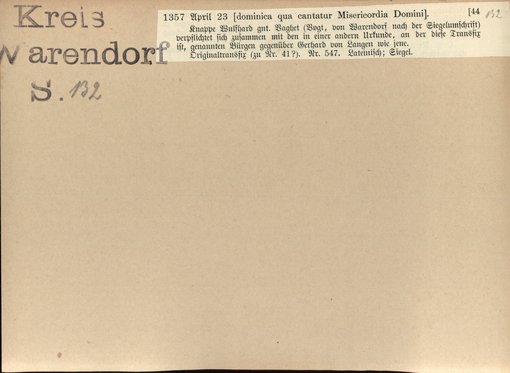 Kreis
Warendorf
S. 132
1357 April 23 [dominica qua cantatur Misericordia Domini]. [44 132
Knappe Wulfhard gnt. Vaghet (Vogt, von Warendorf nach der Siegelumschrift)
verpflichtet sich zusammen mit den in einer andern Urkunde, an der diese Transfix
ist, genannten Bürgen gegenüber Gerhard von Langen wie jene.
Originaltransfix (zu Nr. 41?). Nr. 547. Lateinisch; Siegel.